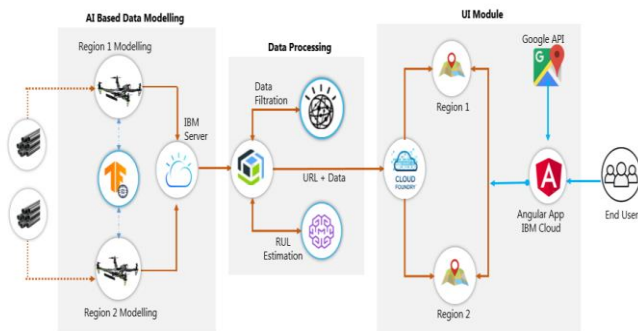 AI Based Data Modelling
Region 1 Modelling
IBM
Server
Region 2 Modelling
Data Processing
Data
Filtration
URL + Data
RUL
Estimation
UI Module
Region 1
CLOUD
FOUNDRY
Region 2
Google API
Angular App
IBM Cloud
End User